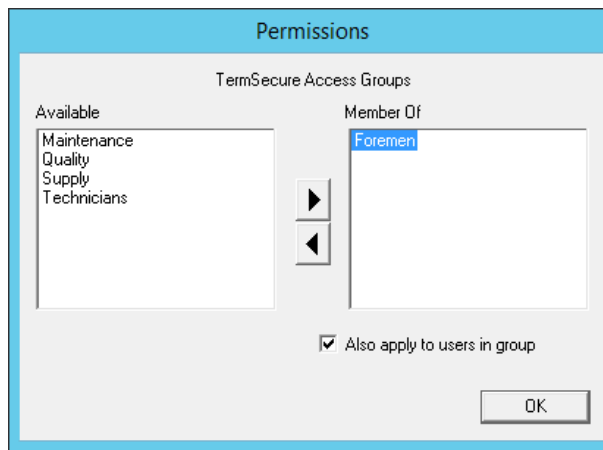 Permissions
TermSecure Access Groups
Available
Member Of
Maintenance
Quality
Supply
Technicians
Foremen
Also apply to users in group
OK